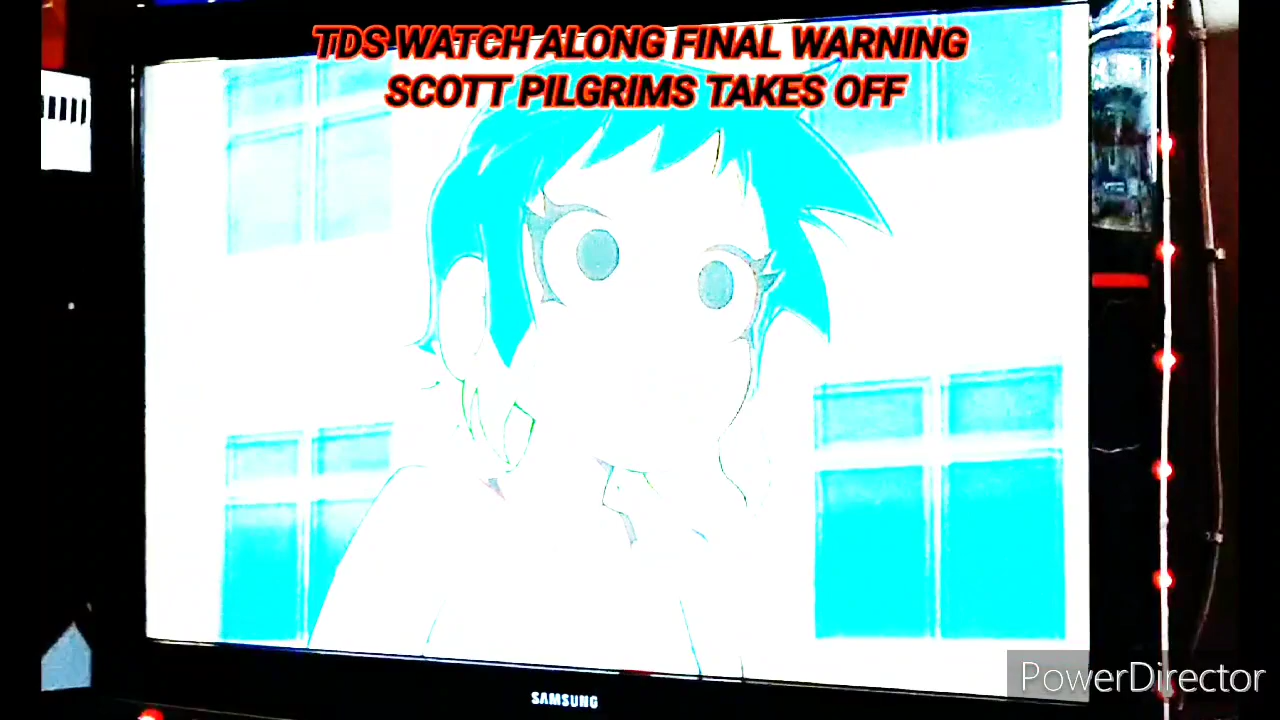 TDS WATCH ALONG FINAL WARNING
SCOTT PILGRIMS TAKES OFF
SAMSUNG
PowerDirector